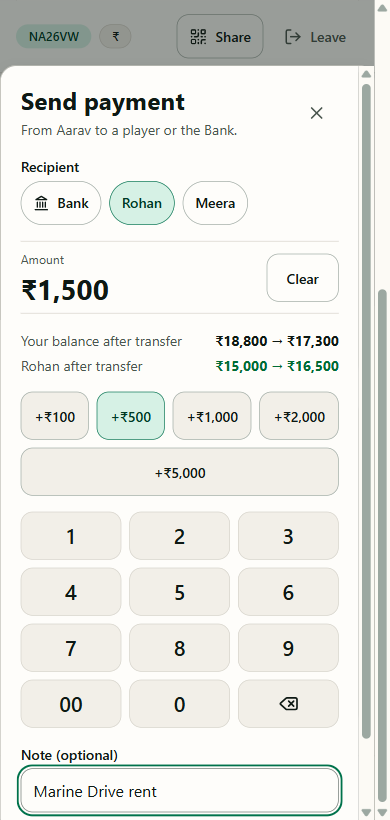 NA26VW ₹ Share Leave
Send payment
From Aarav to a player or the Bank.
Recipient
Bank Rohan Meera
Amount
₹1,500 Clear
Your balance after transfer ₹18,800 → ₹17,300
Rohan after transfer ₹15,000 → ₹16,500
+₹100 +₹500 +₹1,000 +₹2,000
+₹5,000
1 2 3
4 5 6
7 8 9
00 0
Note (optional)
Marine Drive rent